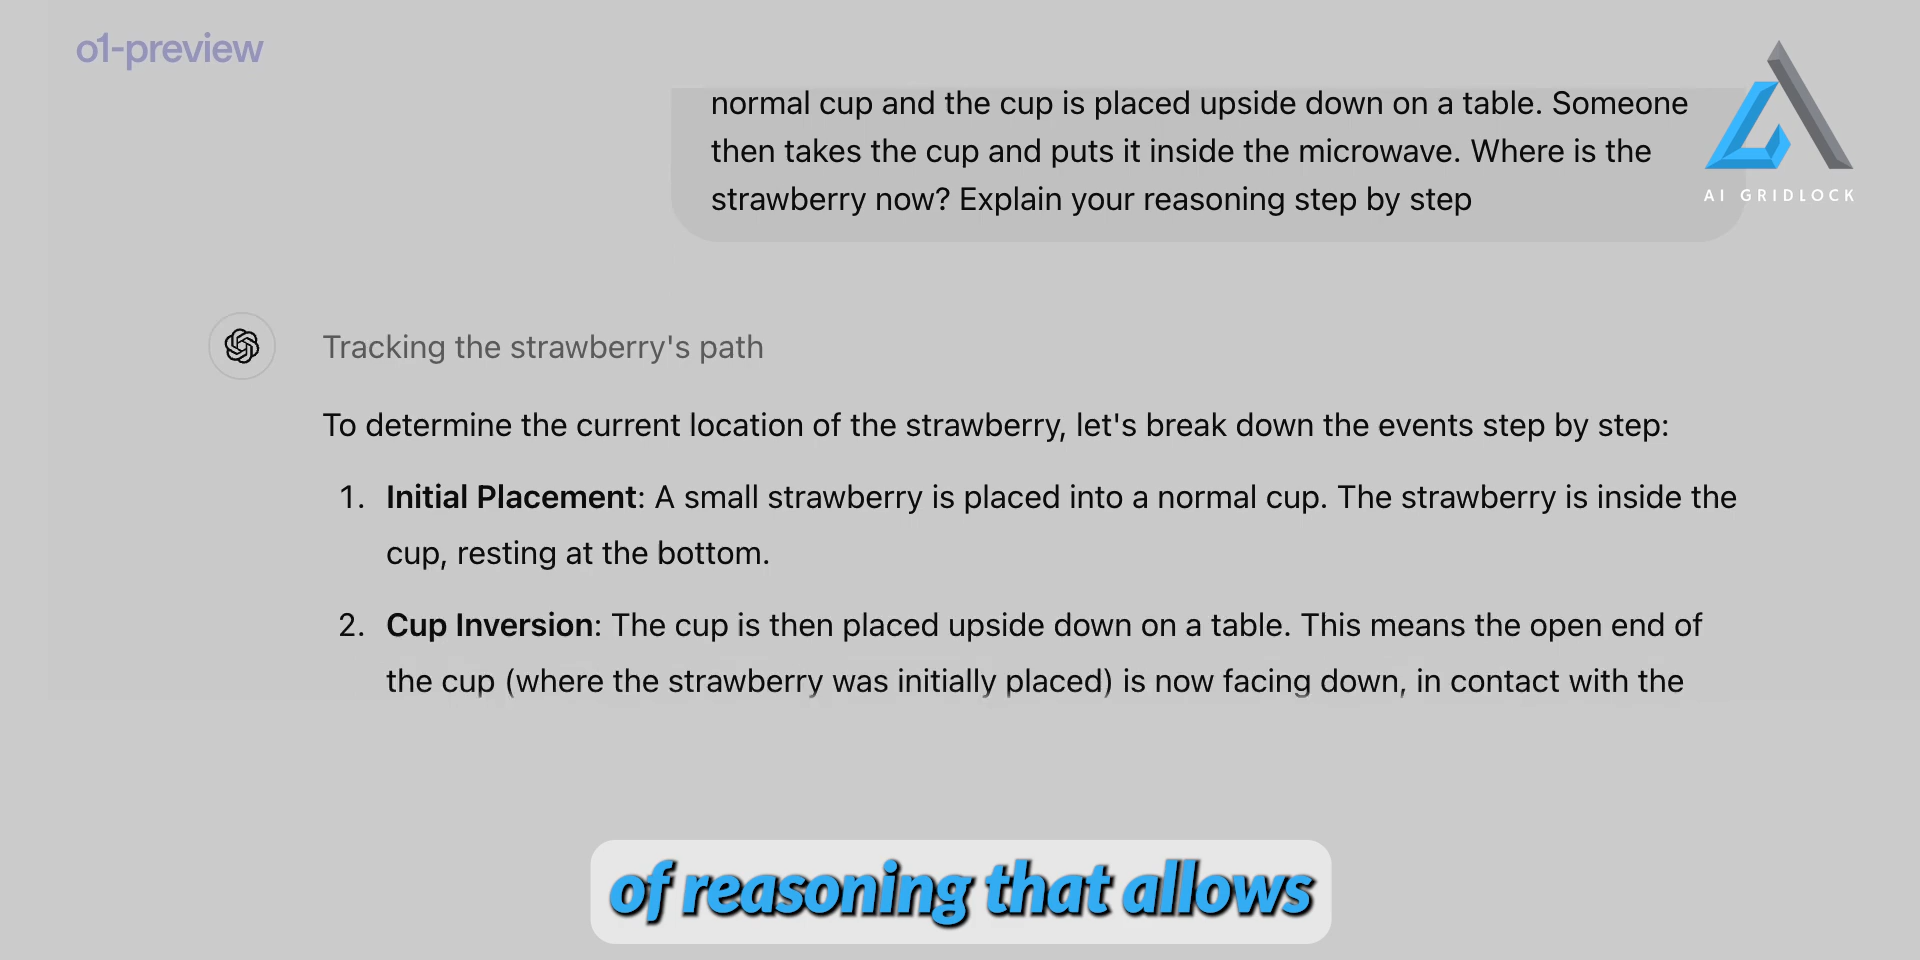 o1-preview
normal cup and the cup is placed upside down on a table. Someone
then takes the cup and puts it inside the microwave. Where is the
strawberry now? Explain your reasoning step by step
AI GRIDLOCK
Tracking the strawberry's path
To determine the current location of the strawberry, let's break down the events step by step:
1. Initial Placement: A small strawberry is placed into a normal cup. The strawberry is inside the
cup, resting at the bottom.
2. Cup Inversion: The cup is then placed upside down on a table. This means the open end of
the cup (where the strawberry was initially placed) is now facing down, in contact with the
of reasoning that allows